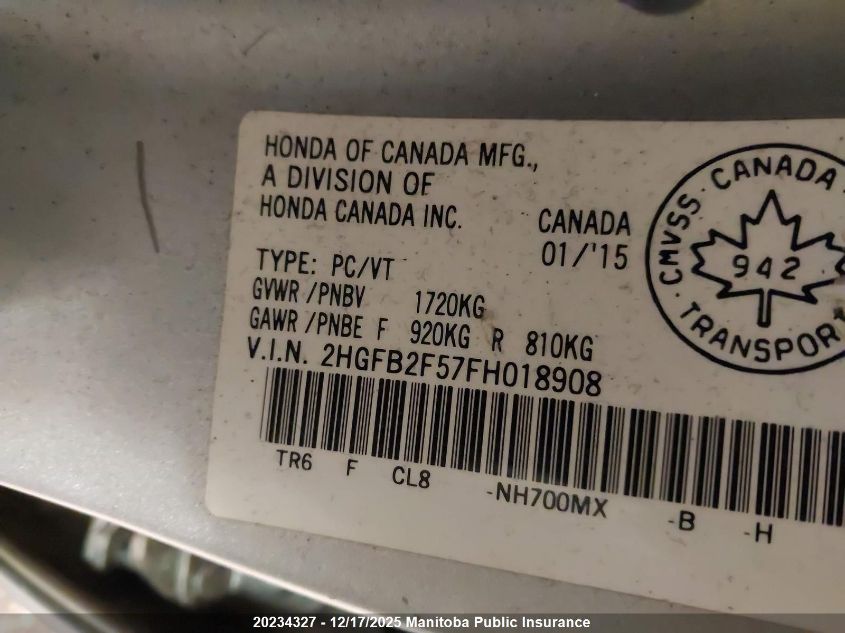 HONDA OF CANADA MFG.,
A DIVISION OF
HONDA CANADA INC.
CANADA
01/'15
TYPE: PC/VT
GVWR /PNBV 1720KG
GAWR /PNBE F 920KG R 810KG
V.I.N. 2HGFB2F57FH018908
TR6 F CL8 -NH700MX -B -H
CMVSS · CANADA
942
TRANSPOR
20234327 - 12/17/2025 Manitoba Public Insurance